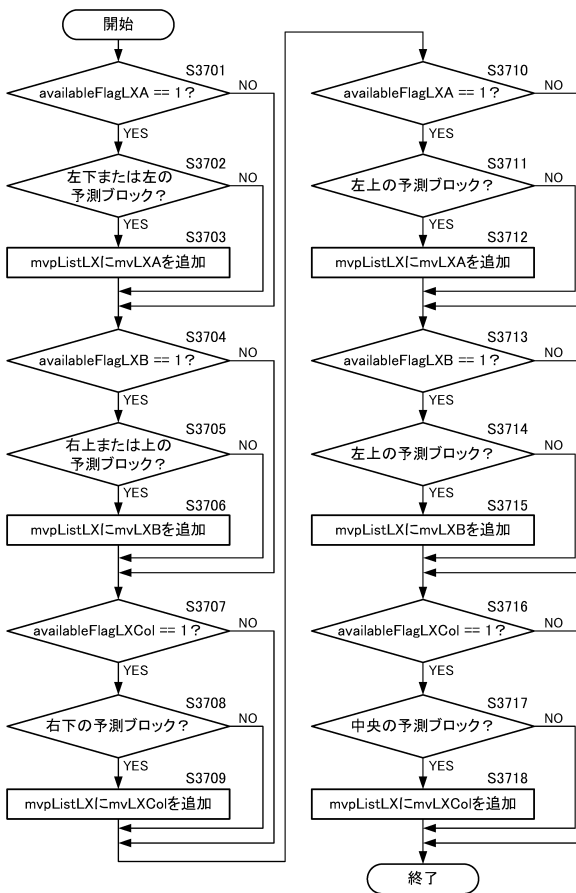 開始
S3701
availableFlagLXA == 1？
NO
YES
S3702
左下または左の
予測ブロック？
NO
YES
S3703
mvpListLXにmvLXAを追加
S3704
availableFlagLXB == 1？
NO
YES
S3705
右上または上の
予測ブロック？
NO
YES
S3706
mvpListLXにmvLXBを追加
S3707
availableFlagLXCol == 1？
NO
YES
S3708
右下の予測ブロック？
NO
YES
S3709
mvpListLXにmvLXColを追加
S3710
availableFlagLXA == 1？
NO
YES
S3711
左上の予測ブロック？
NO
YES
S3712
mvpListLXにmvLXAを追加
S3713
availableFlagLXB == 1？
NO
YES
S3714
左上の予測ブロック？
NO
YES
S3715
mvpListLXにmvLXBを追加
S3716
availableFlagLXCol == 1？
NO
YES
S3717
中央の予測ブロック？
NO
YES
S3718
mvpListLXにmvLXColを追加
終了